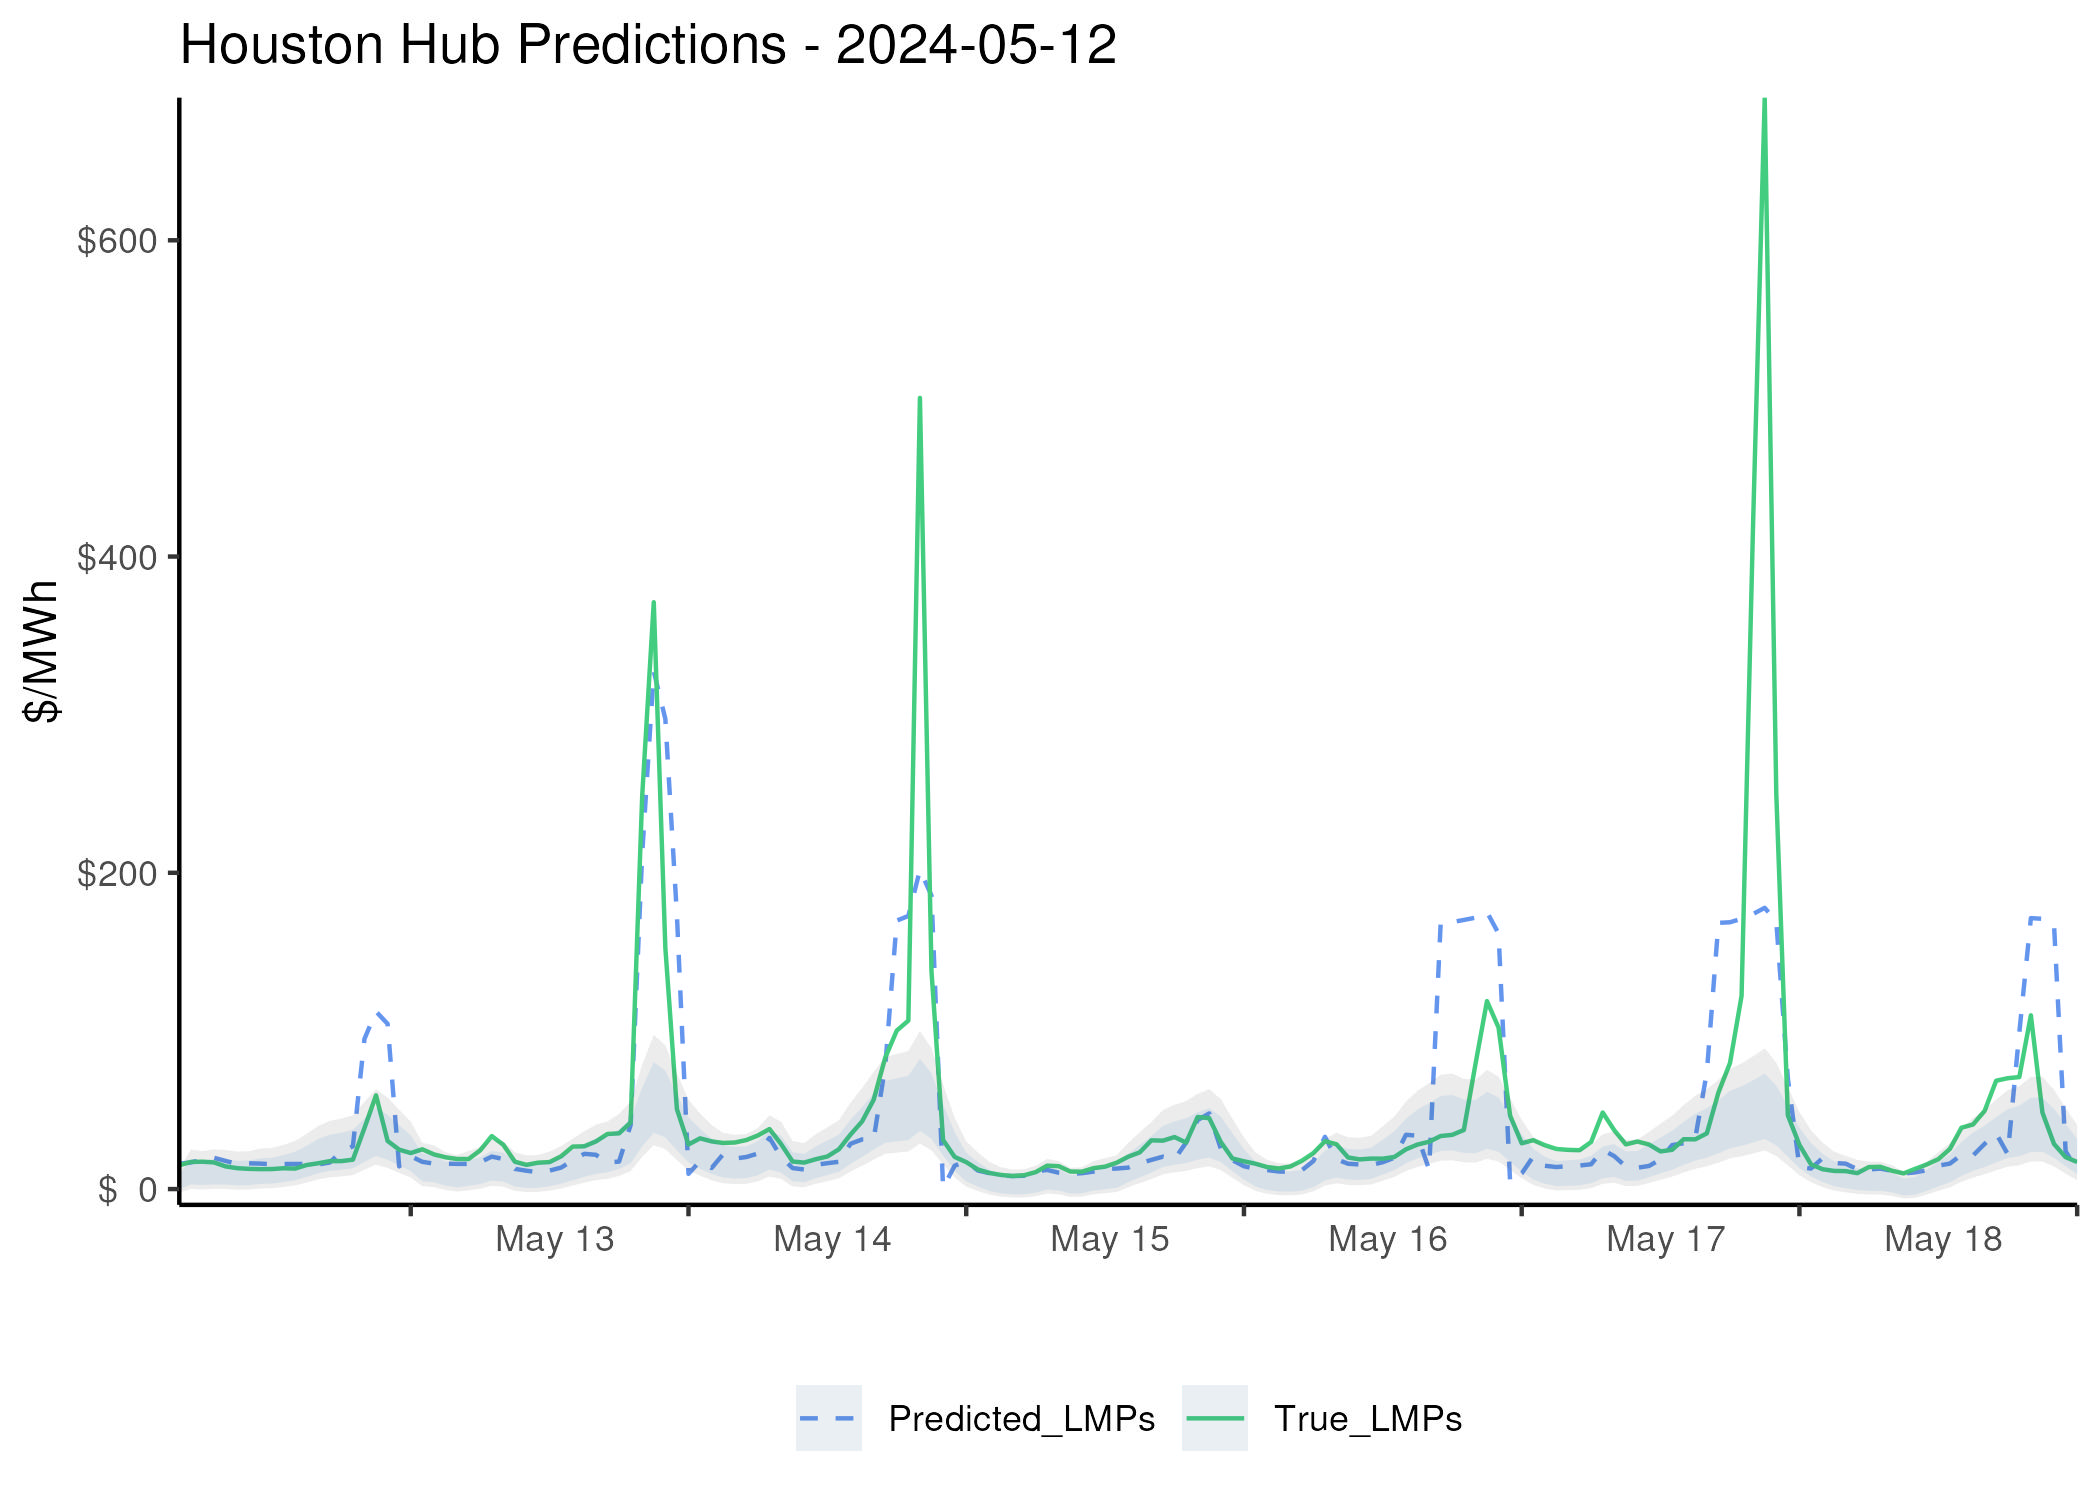 Houston Hub Predictions - 2024-05-12
$/MWh
$600
$400
$200
$  0
May 13
May 14
May 15
May 16
May 17
May 18
Predicted_LMPs
True_LMPs